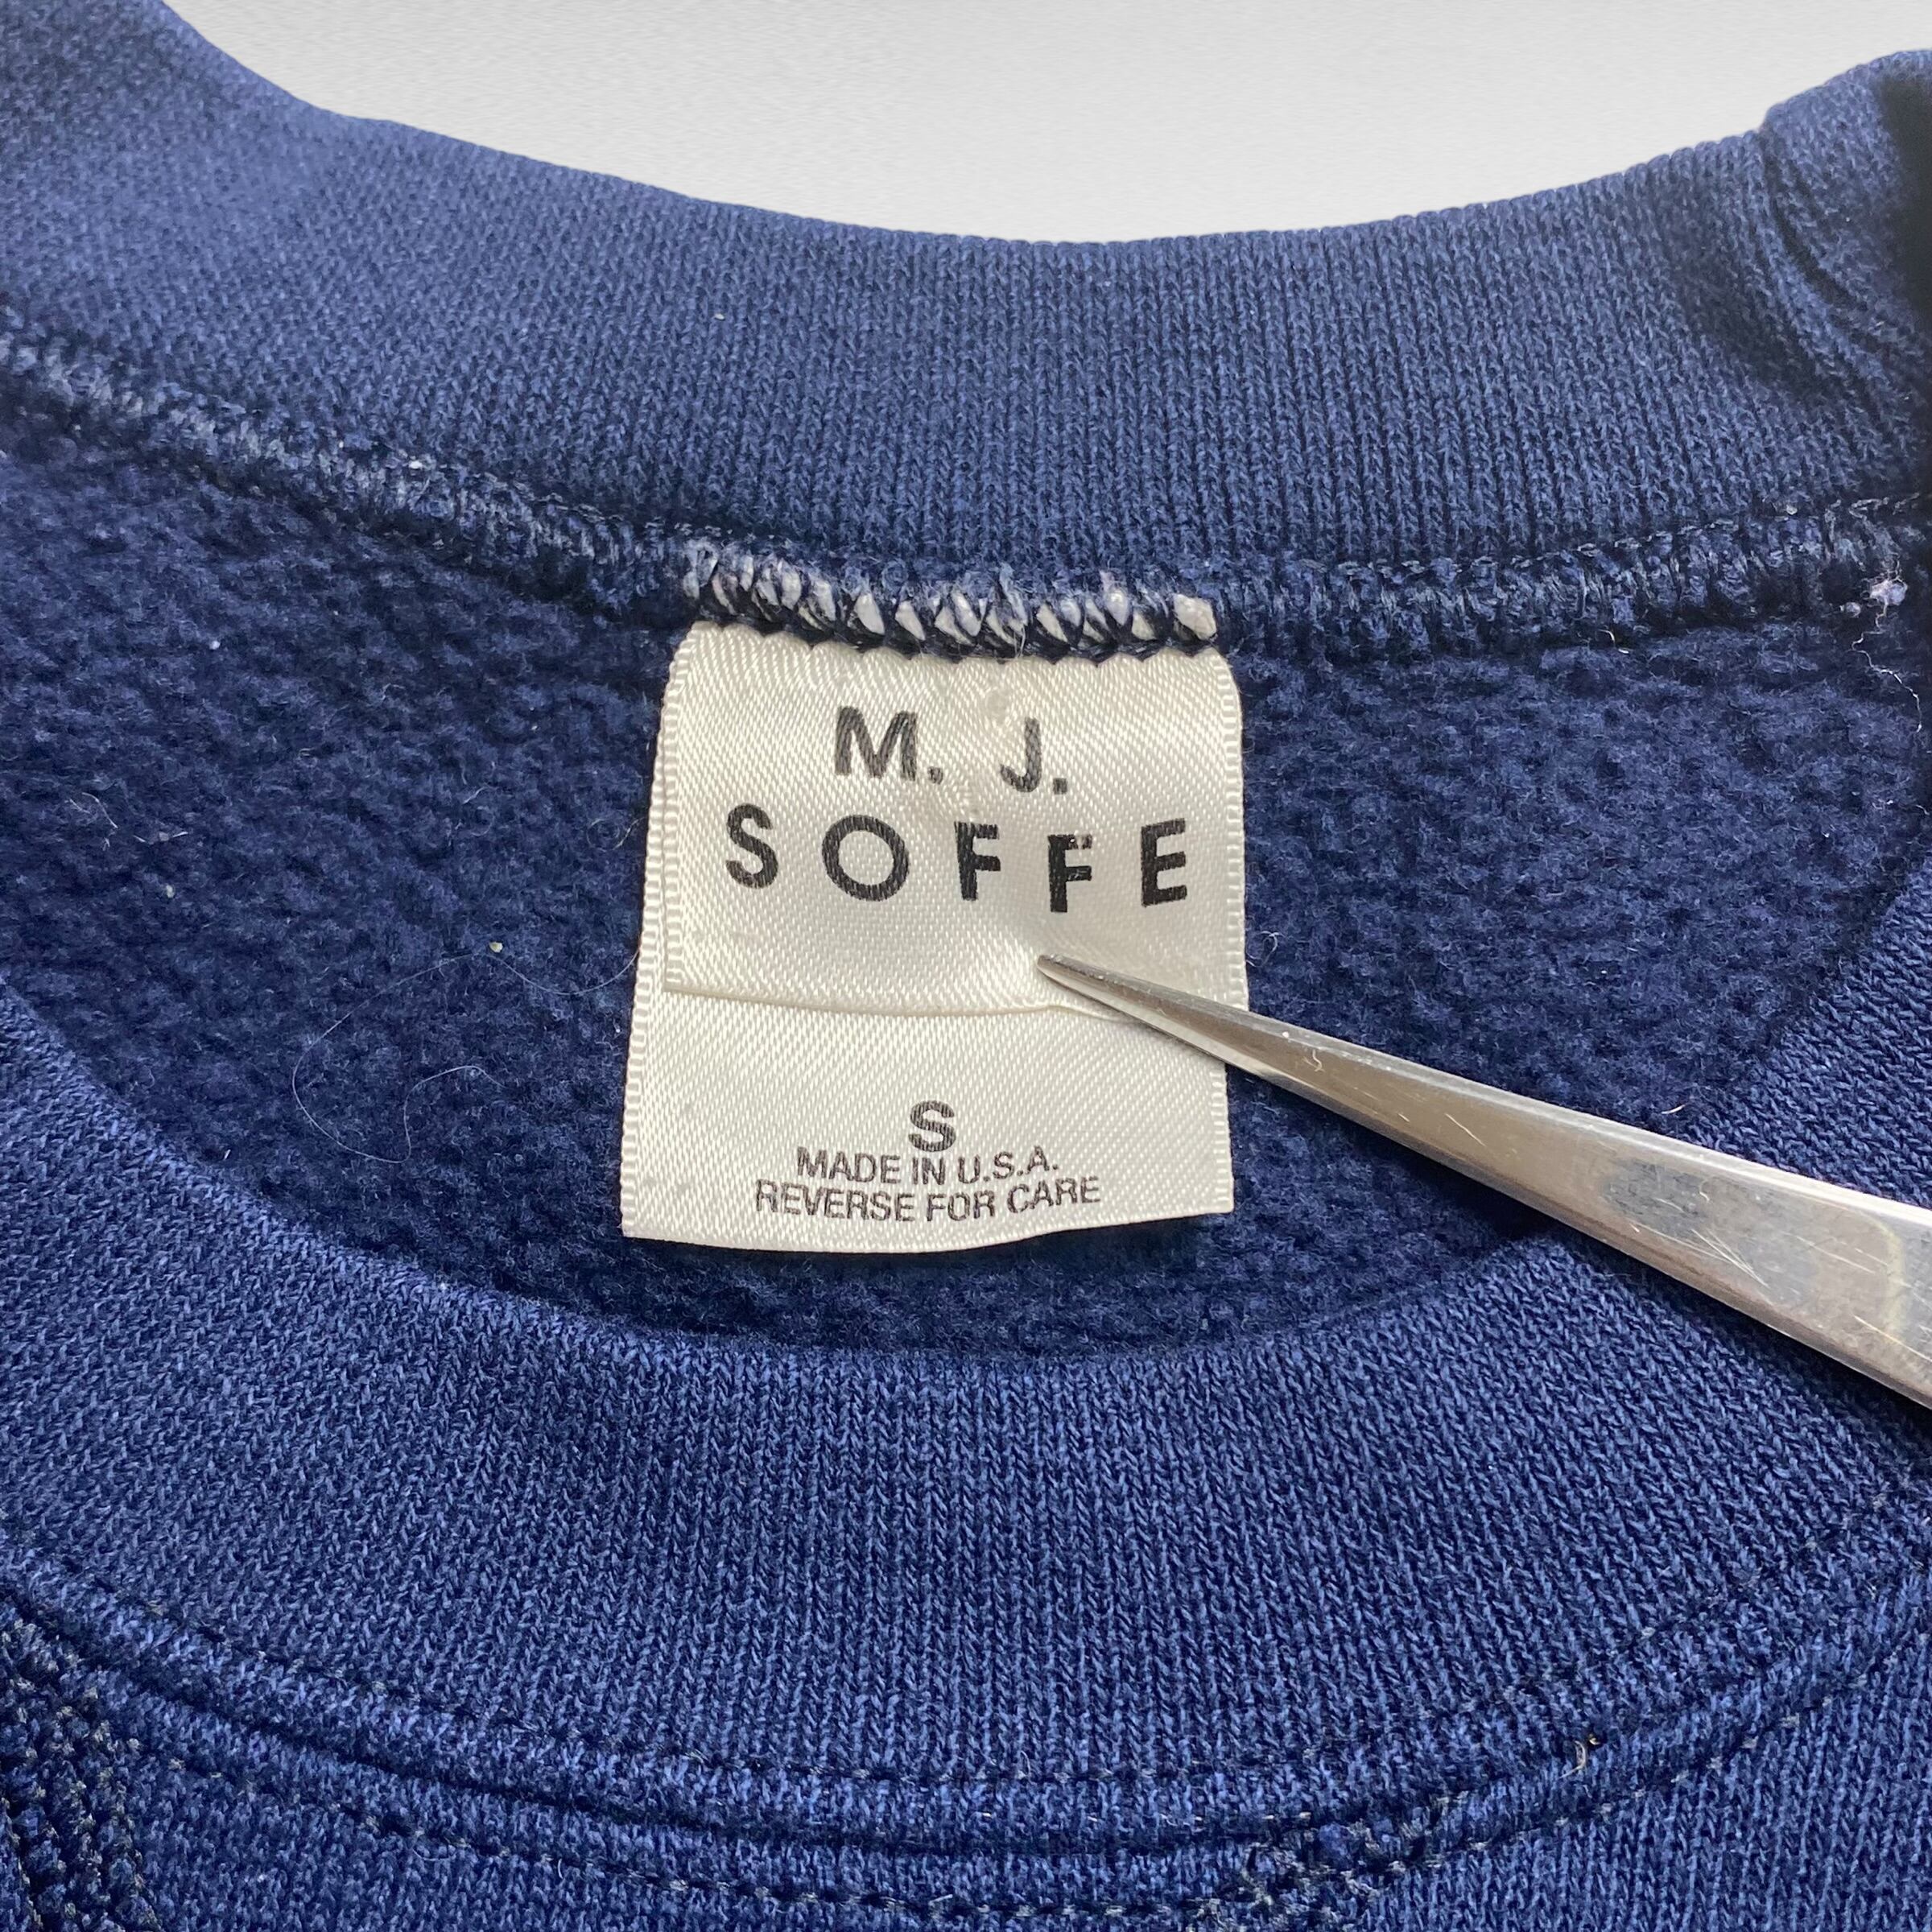 M. J.
SOFFE
S
MADE IN U.S.A.
REVERSE FOR CARE